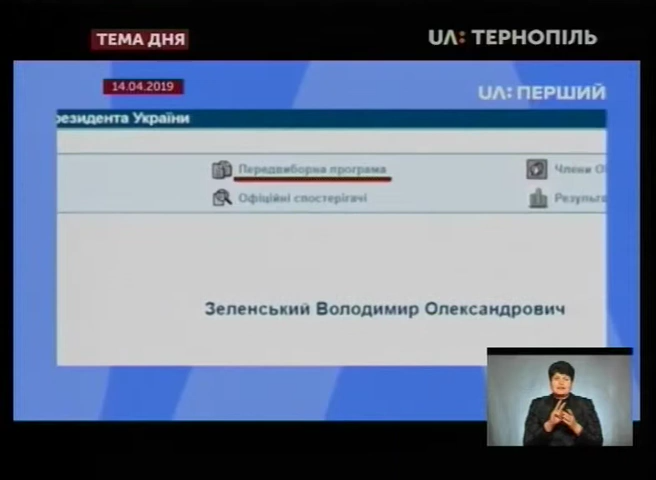 ТЕМА ДНЯ
UA: ТЕРНОПІЛЬ
14.04.2019
UA: ПЕРШИЙ
резидента України
Передвиборна програма
Члени О
Офіційні спостерігачі
Результа
Зеленський Володимир Олександрович